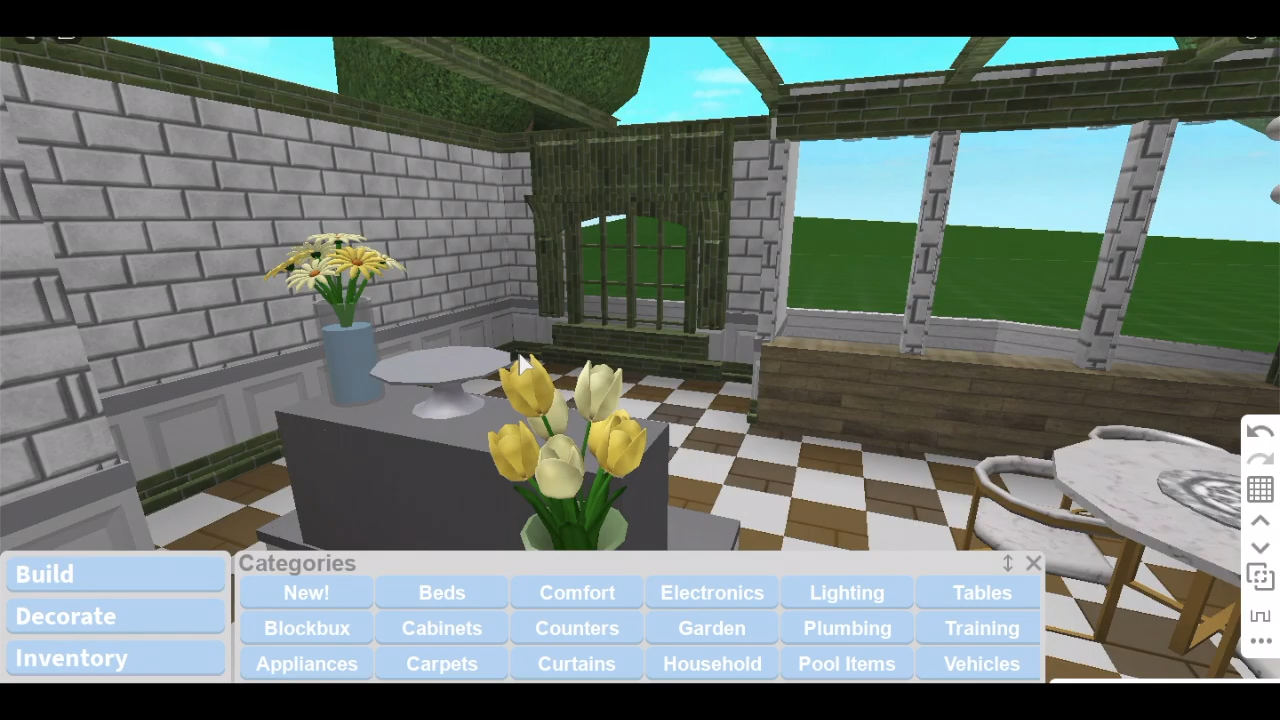 Build
Decorate
Inventory
Categories
New! Beds Comfort Electronics Lighting Tables
Blockbux Cabinets Counters Garden Plumbing Training
Appliances Carpets Curtains Household Pool Items Vehicles